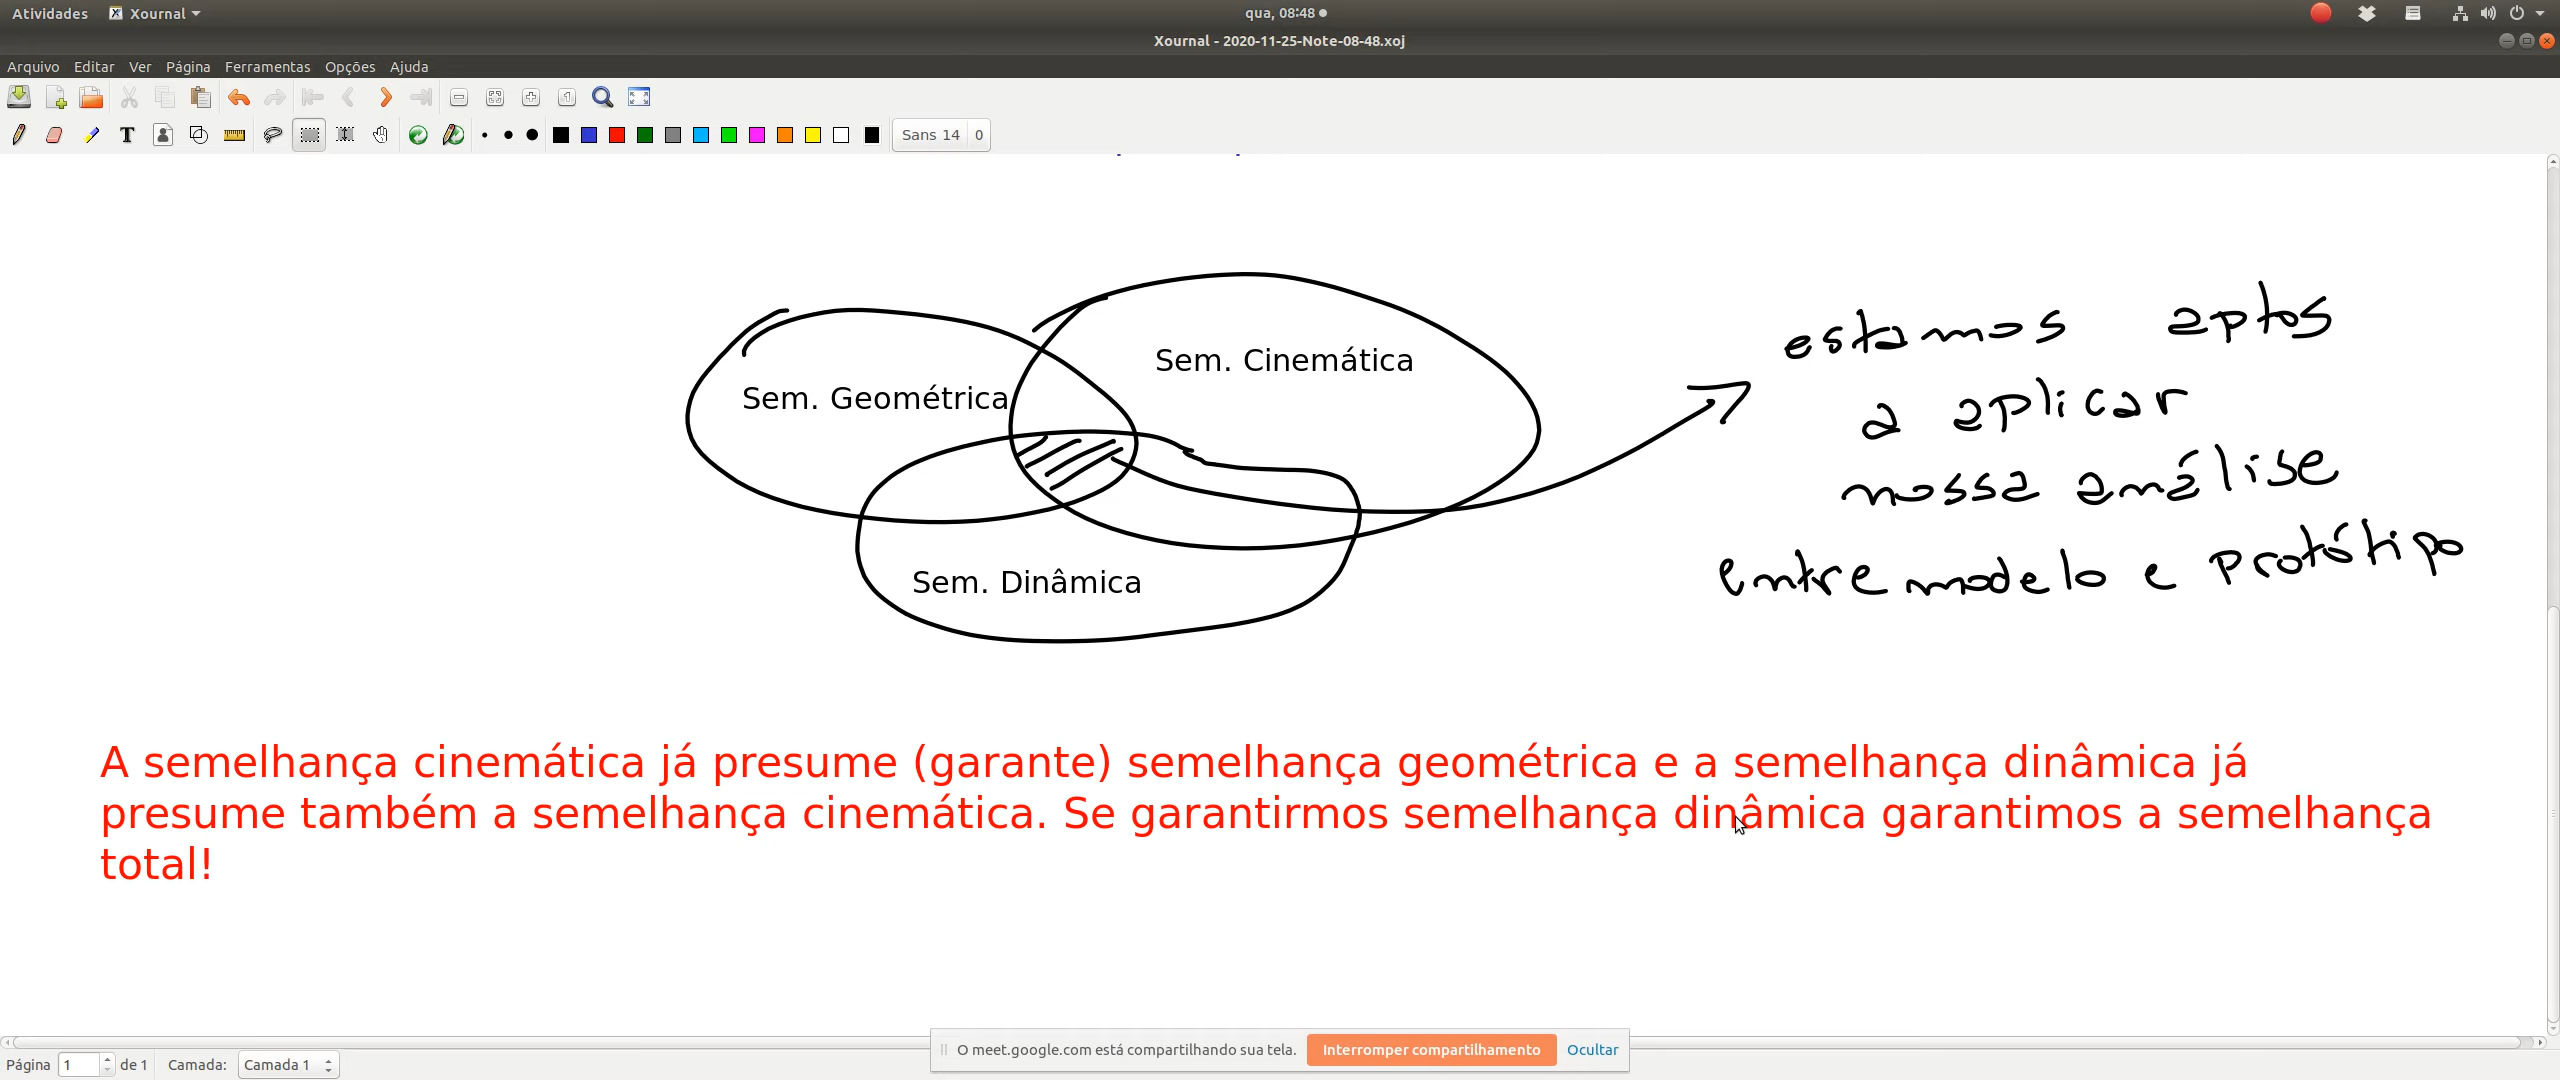 Atividades Xournal qua, 08:48
Xournal - 2020-11-25-Note-08-48.xoj
Arquivo Editar Ver Página Ferramentas Opções Ajuda
Sans 14 0
Sem. Cinemática
Sem. Geométrica
Sem. Dinâmica
estamos aptos
a aplicar
nossa análise
entre modelo e protótipo
A semelhança cinemática já presume (garante) semelhança geométrica e a semelhança dinâmica já
presume também a semelhança cinemática. Se garantirmos semelhança dinâmica garantimos a semelhança
total!
O meet.google.com está compartilhando sua tela. Interromper compartilhamento Ocultar
Página 1 de 1 Camada: Camada 1